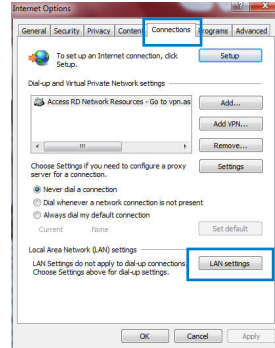 Internet Options
General Security Privacy Content Connections Programs Advanced
To set up an Internet connection, click
Setup.
Setup
Dial-up and Virtual Private Network settings
Access RD Network Resources - Go to vpn.as
Add...
Add VPN...
Remove...
Choose Settings if you need to configure a proxy
server for a connection.
Settings
Never dial a connection
Dial whenever a network connection is not present
Always dial my default connection
Current None
Set default
Local Area Network (LAN) settings
LAN Settings do not apply to dial-up connections.
Choose Settings above for dial-up settings.
LAN settings
OK Cancel Apply